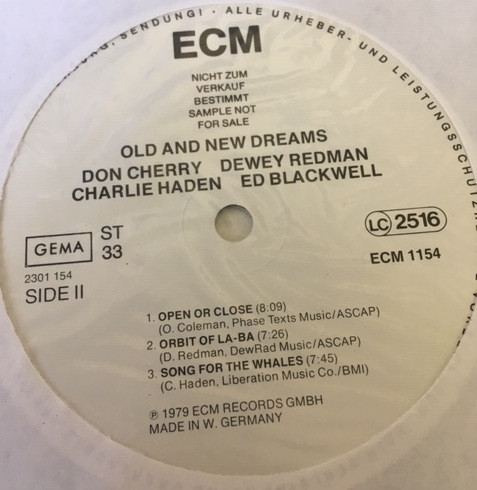 SENDUNG! · ALLE URHEBER- UND LEISTUNGSSCHUTZ
ECM
NICHT ZUM
VERKAUF
BESTIMMT
SAMPLE NOT
FOR SALE
OLD AND NEW DREAMS
DON CHERRY DEWEY REDMAN
CHARLIE HADEN ED BLACKWELL
GEMA
ST
33
LC 2516
ECM 1154
2301 154
SIDE II
1. OPEN OR CLOSE (8:09)
(O. Coleman, Phase Texts Music/ASCAP)
2. ORBIT OF LA-BA (7:26)
(D. Redman, DewRad Music/ASCAP)
3. SONG FOR THE WHALES (7:45)
(C. Haden, Liberation Music Co./BMI)
℗ 1979 ECM RECORDS GMBH
MADE IN W. GERMANY